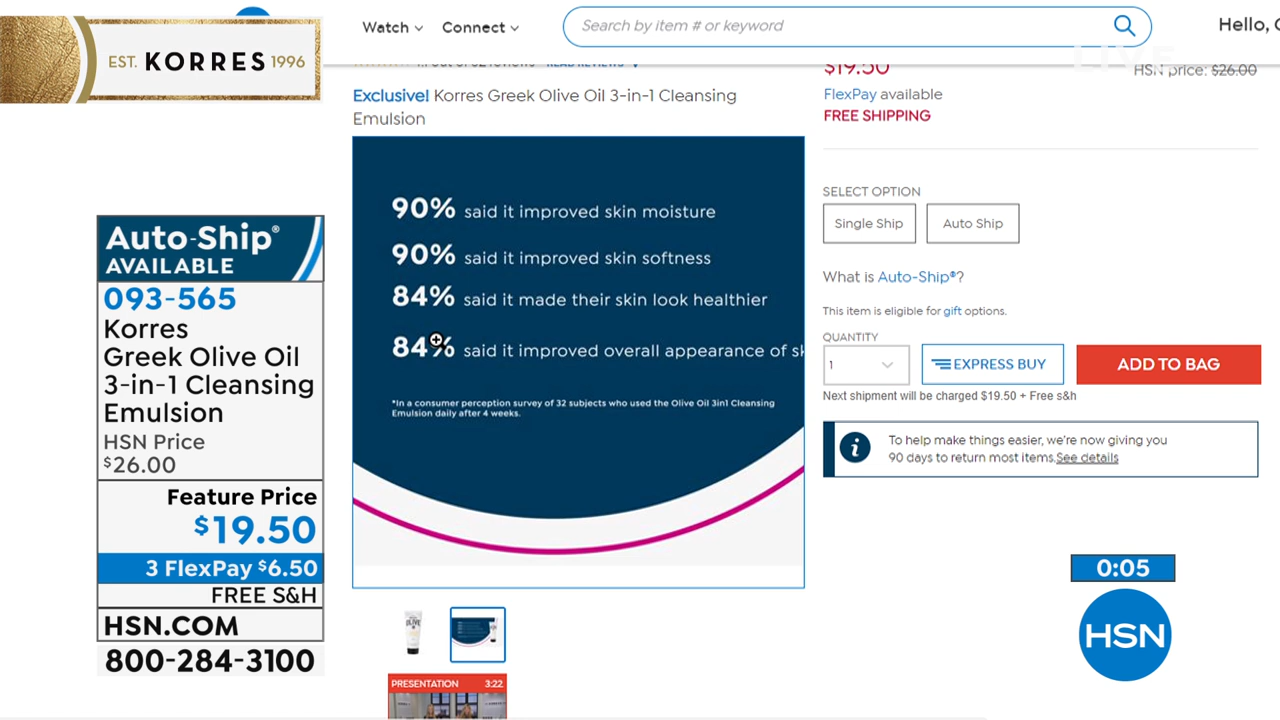 Watch
Connect
Search by item # or keyword
Hello,
EST. KORRES 1996
LIVE
READ REVIEWS
$19.50
HSN price: $26.00
Exclusive! Korres Greek Olive Oil 3-in-1 Cleansing
Emulsion
FlexPay available
FREE SHIPPING
90% said it improved skin moisture
90% said it improved skin softness
84% said it made their skin look healthier
84% said it improved overall appearance of
*In a consumer perception survey of 32 subjects who used the Olive Oil 3in1 Cleansing
Emulsion daily after 4 weeks.
SELECT OPTION
Single Ship
Auto Ship
What is Auto-Ship®?
This item is eligible for gift options.
QUANTITY
1
EXPRESS BUY
ADD TO BAG
Next shipment will be charged $19.50 + Free s&h
i
To help make things easier, we're now giving you
90 days to return most items.See details
Auto-Ship®
AVAILABLE
093-565
Korres
Greek Olive Oil
3-in-1 Cleansing
Emulsion
HSN Price
$26.00
Feature Price
$19.50
3 FlexPay $6.50
FREE S&H
HSN.COM
800-284-3100
OLIVE
PRESENTATION 3:22
0:05
HSN